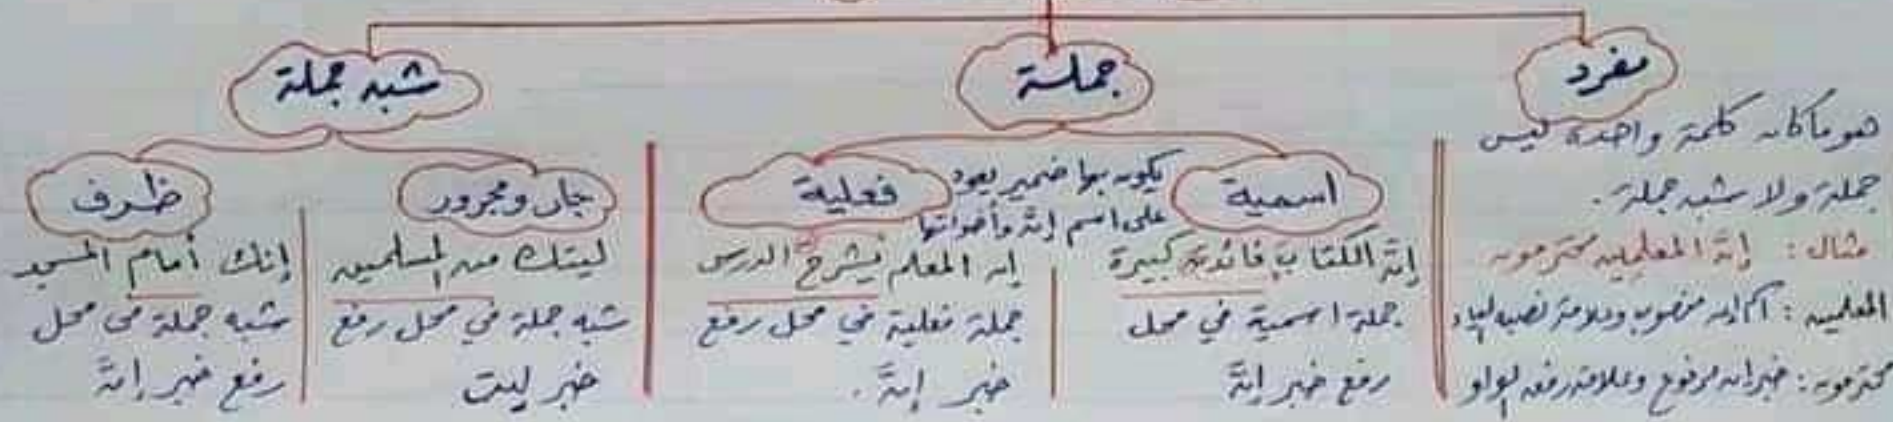 مفرد
هو ما كان كلمة واحدة ليس
جملة ولا شبه جملة .
مثال : إنّ المعلمين محترمون
المعلمين : اسم إن منصوب وعلامة نصبه الياء
محترمون : خبر إن مرفوع وعلامة رفعه الواو
جملة
يكون بها ضمير يعود
على اسم إنّ وأخواتها
اسمية
إنّ الكتاب فائدته كبيرة
جملة اسمية في محل
رفع خبر إنّ
فعلية
إن المعلم يشرح الدرس
جملة فعلية في محل رفع
خبر إنّ .
شبه جملة
جار ومجرور
ليتك من المسلمين
شبه جملة في محل رفع
خبر ليت
ظرف
إنك أمام المسجد
شبه جملة في محل
رفع خبر إنّ